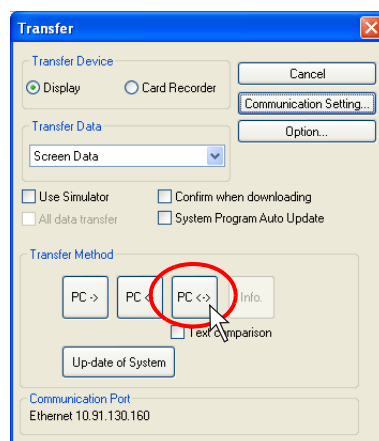 Transfer
Transfer Device
Display Card Recorder
Cancel
Communication Setting...
Transfer Data
Option...
Screen Data
Use Simulator Confirm when downloading
All data transfer System Program Auto Update
Transfer Method
PC -> PC < PC <-> Info.
Text comparison
Up-date of System
Communication Port
Ethernet 10.91.130.160